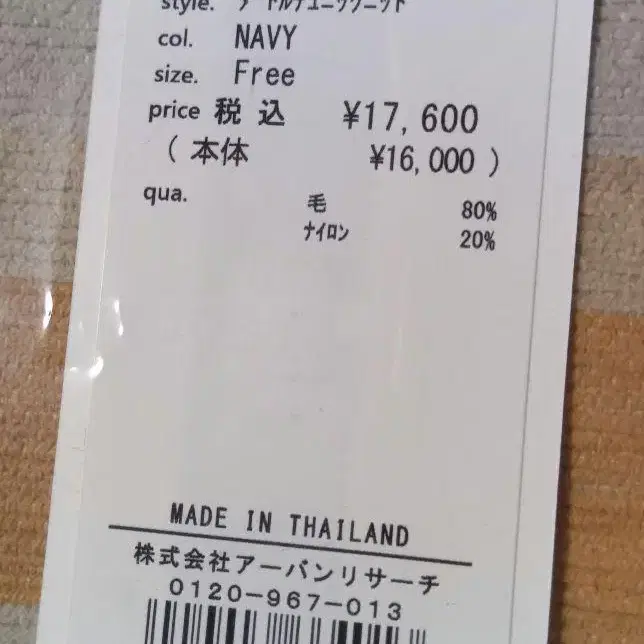 style.
col. NAVY
size. Free
price 税込 ¥17,600
(本体 ¥16,000)
qua. 毛 80%
ナイロン 20%
MADE IN THAILAND
株式会社アーバンリサーチ
0120-967-013